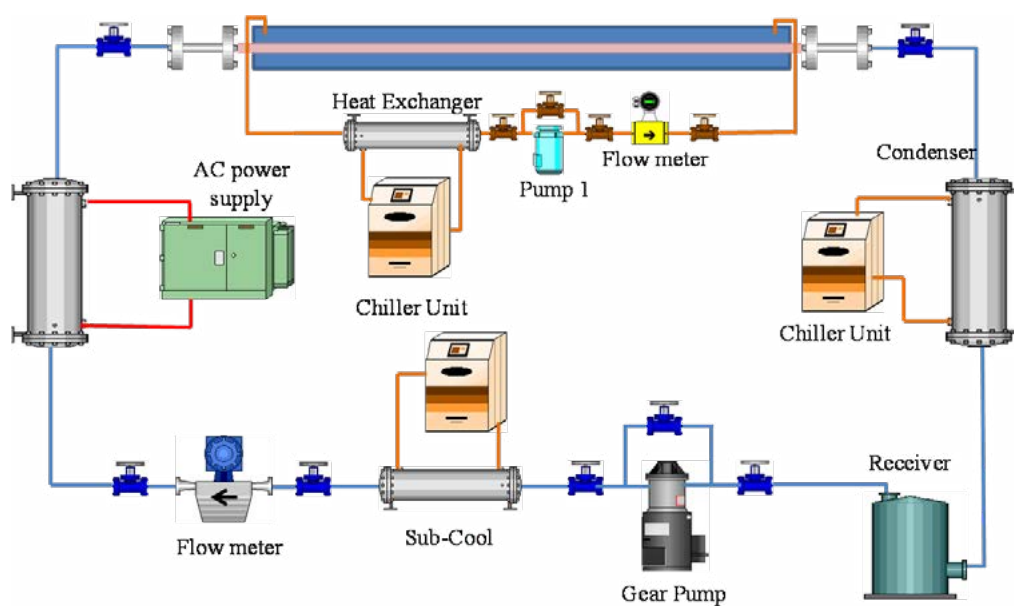 Heat Exchanger
Condenser
AC power
supply
Flow meter
Pump 1
Chiller Unit
Chiller Unit
Receiver
Sub-Cool
Flow meter
Gear Pump